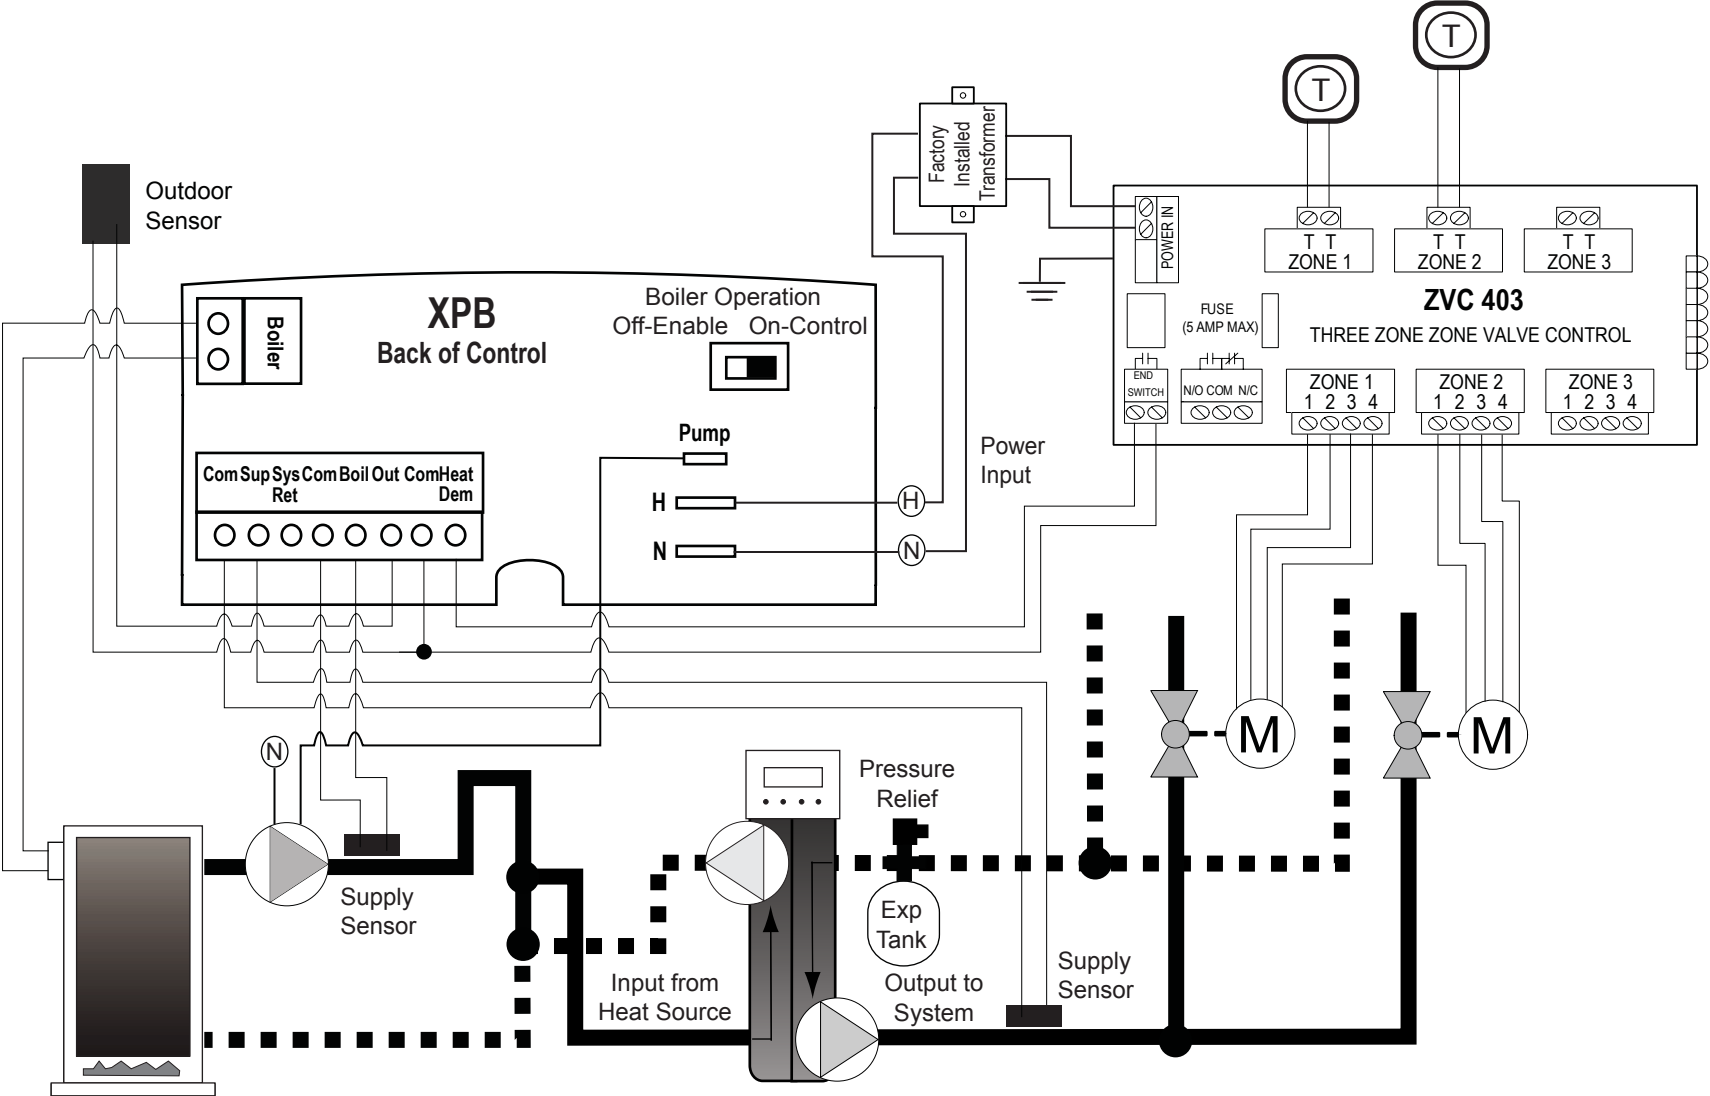 T
T
Factory
Installed
Transformer
Outdoor
Sensor
POWER IN
T T
ZONE 1
T T
ZONE 2
T T
ZONE 3
Boiler
XPB
Back of Control
Boiler Operation
Off-Enable On-Control
FUSE
(5 AMP MAX)
ZVC 403
THREE ZONE ZONE VALVE CONTROL
END
SWITCH
N/O COM N/C
ZONE 1
1 2 3 4
ZONE 2
1 2 3 4
ZONE 3
1 2 3 4
Pump
Power
Input
Com Sup Sys Com Boil Out Com Heat
Ret Dem
H
H
N
N
N
M
M
Pressure
Relief
Supply
Sensor
Exp
Tank
Input from
Heat Source
Output to
System
Supply
Sensor